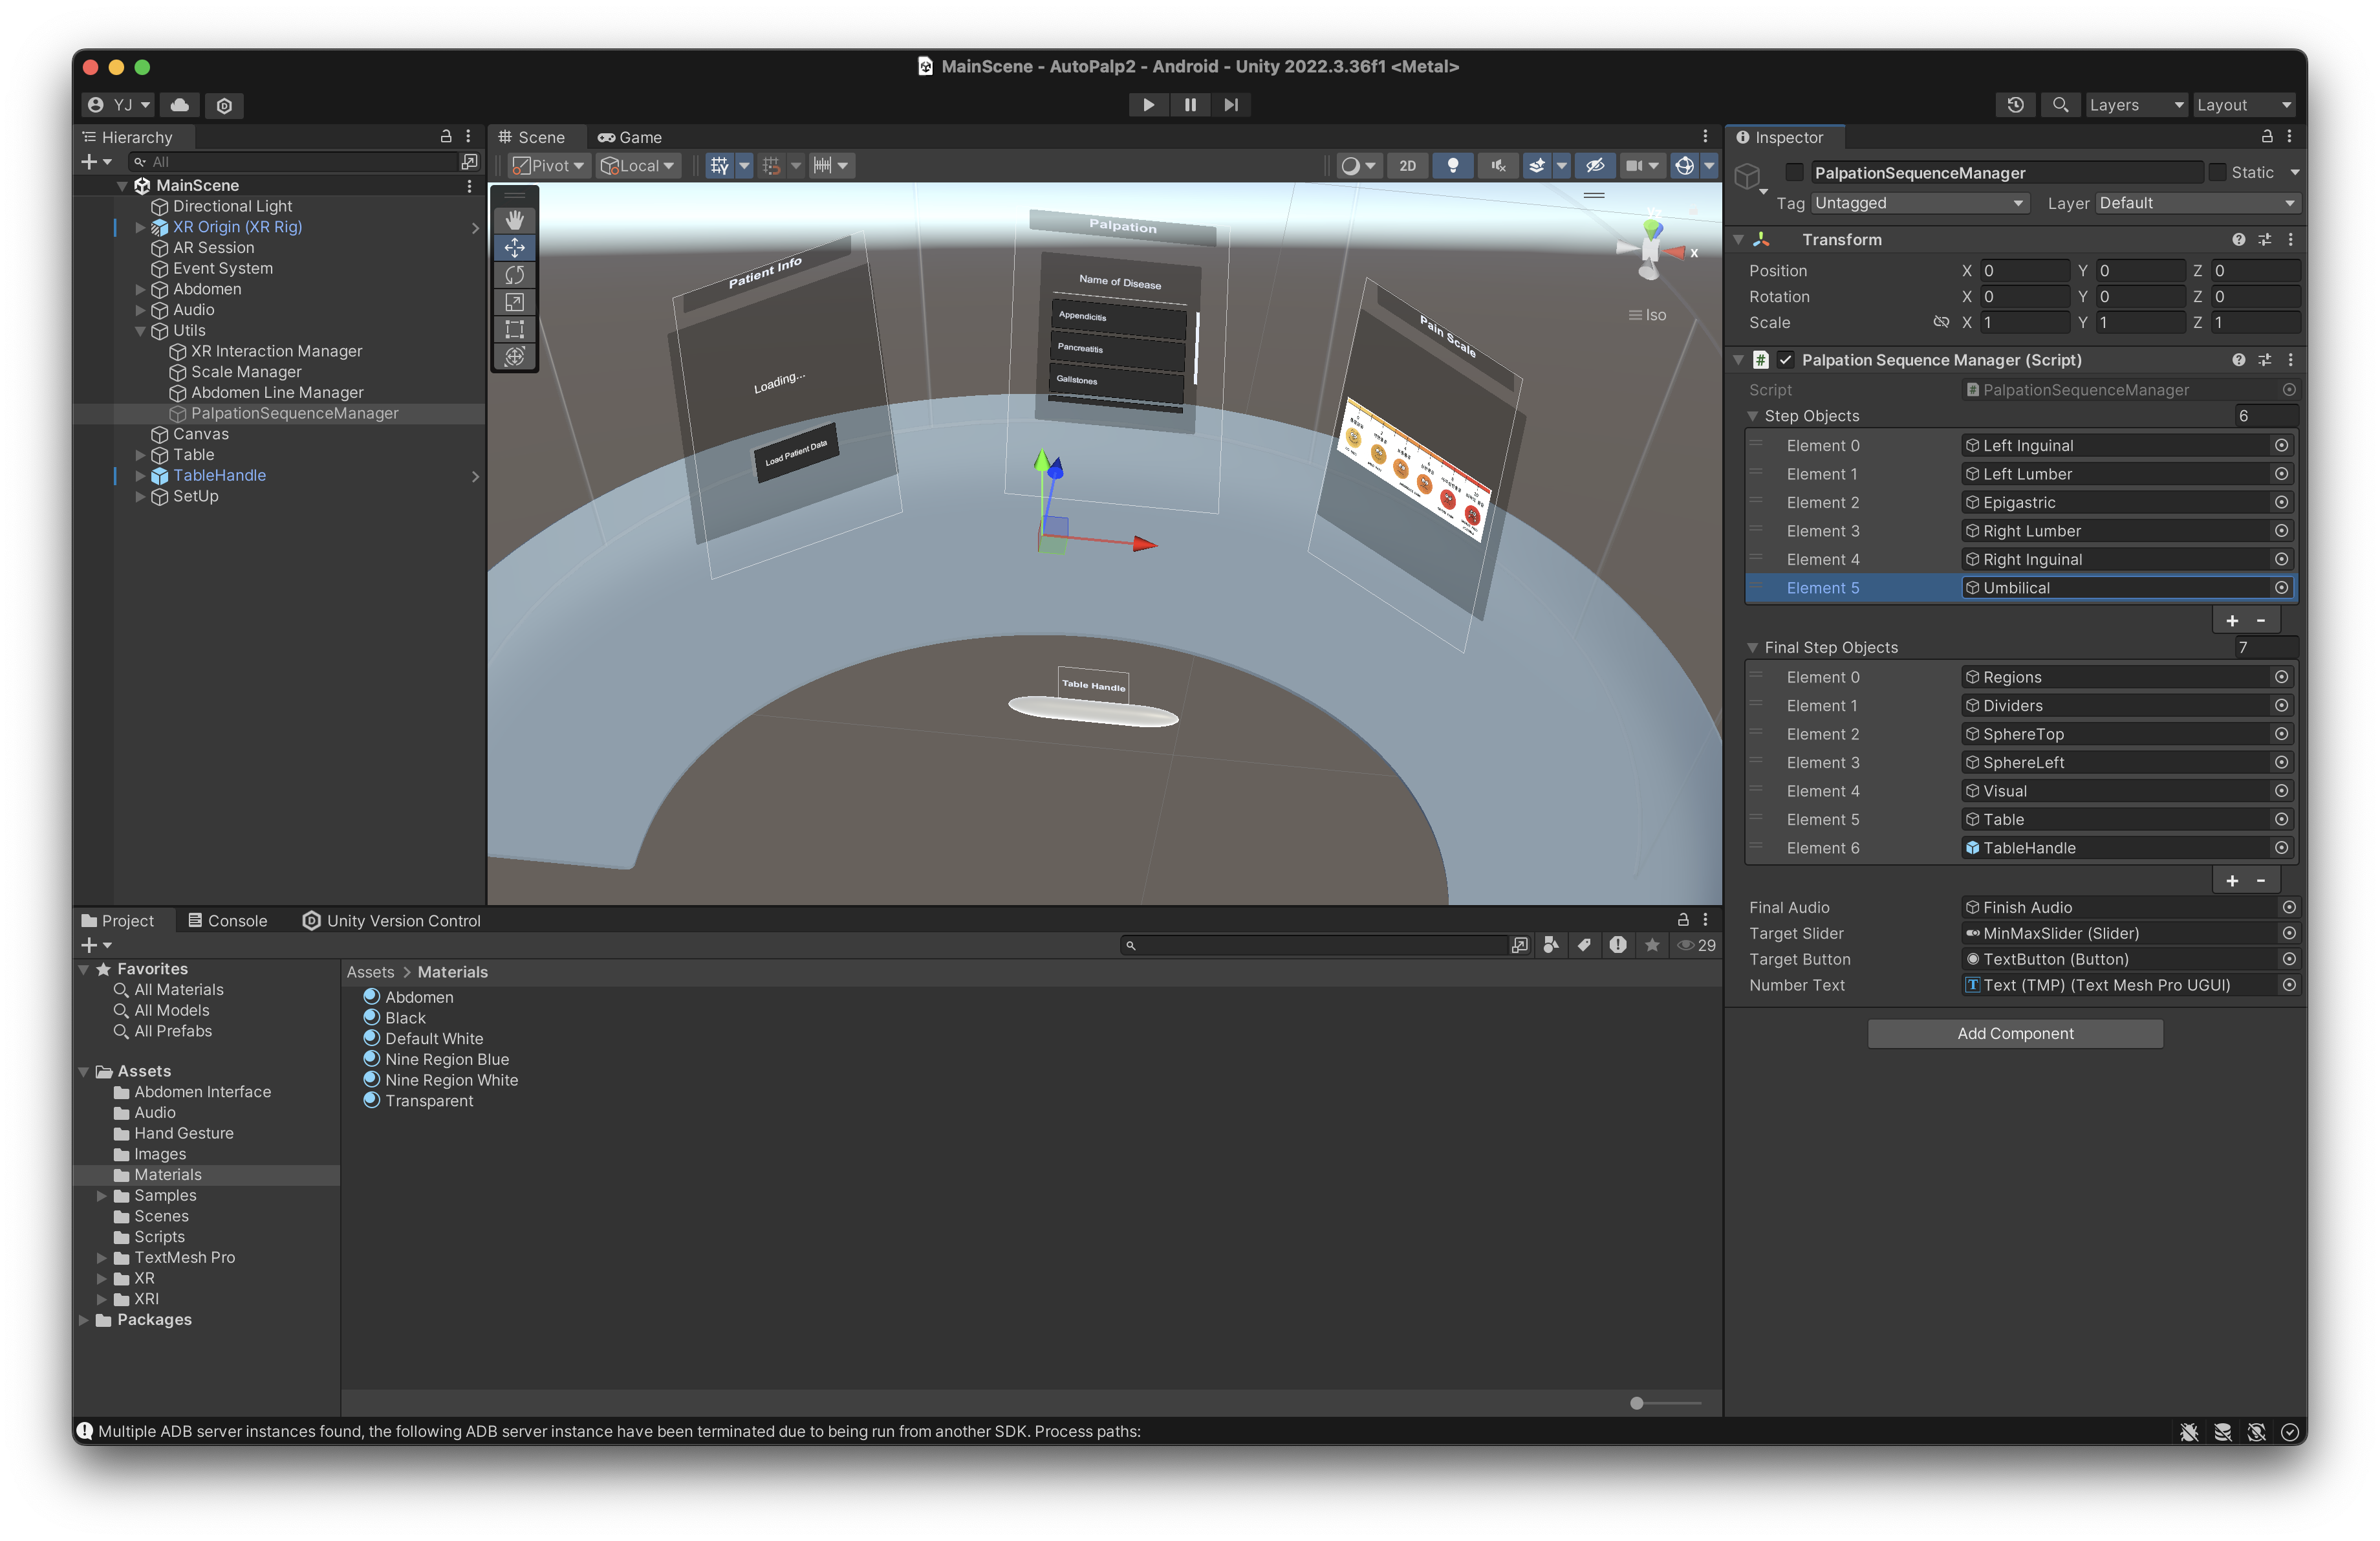 MainScene - AutoPalp2 - Android - Unity 2022.3.36f1 <Metal>
YJ
Layers
Layout
Hierarchy
All
MainScene
Directional Light
XR Origin (XR Rig)
AR Session
Event System
Abdomen
Audio
Utils
XR Interaction Manager
Scale Manager
Abdomen Line Manager
PalpationSequenceManager
Canvas
Table
TableHandle
SetUp
Scene
Game
Pivot
Local
2D
Patient Info
Loading...
Load Patient Data
Palpation
Name of Disease
Appendicitis
Pancreatitis
Gallstones
Pain Scale
Table Handle
x
Iso
Inspector
PalpationSequenceManager
Static
Tag Untagged
Layer Default
Transform
Position X 0 Y 0 Z 0
Rotation X 0 Y 0 Z 0
Scale X 1 Y 1 Z 1
# Palpation Sequence Manager (Script)
Script PalpationSequenceManager
Step Objects 6
Element 0 Left Inguinal
Element 1 Left Lumber
Element 2 Epigastric
Element 3 Right Lumber
Element 4 Right Inguinal
Element 5 Umbilical
+ -
Final Step Objects 7
Element 0 Regions
Element 1 Dividers
Element 2 SphereTop
Element 3 SphereLeft
Element 4 Visual
Element 5 Table
Element 6 TableHandle
+ -
Final Audio Finish Audio
Target Slider MinMaxSlider (Slider)
Target Button TextButton (Button)
Number Text Text (TMP) (Text Mesh Pro UGUI)
Add Component
Project
Console
Unity Version Control
29
Favorites
All Materials
All Models
All Prefabs
Assets
Abdomen Interface
Audio
Hand Gesture
Images
Materials
Samples
Scenes
Scripts
TextMesh Pro
XR
XRI
Packages
Assets > Materials
Abdomen
Black
Default White
Nine Region Blue
Nine Region White
Transparent
Multiple ADB server instances found, the following ADB server instance have been terminated due to being run from another SDK. Process paths: